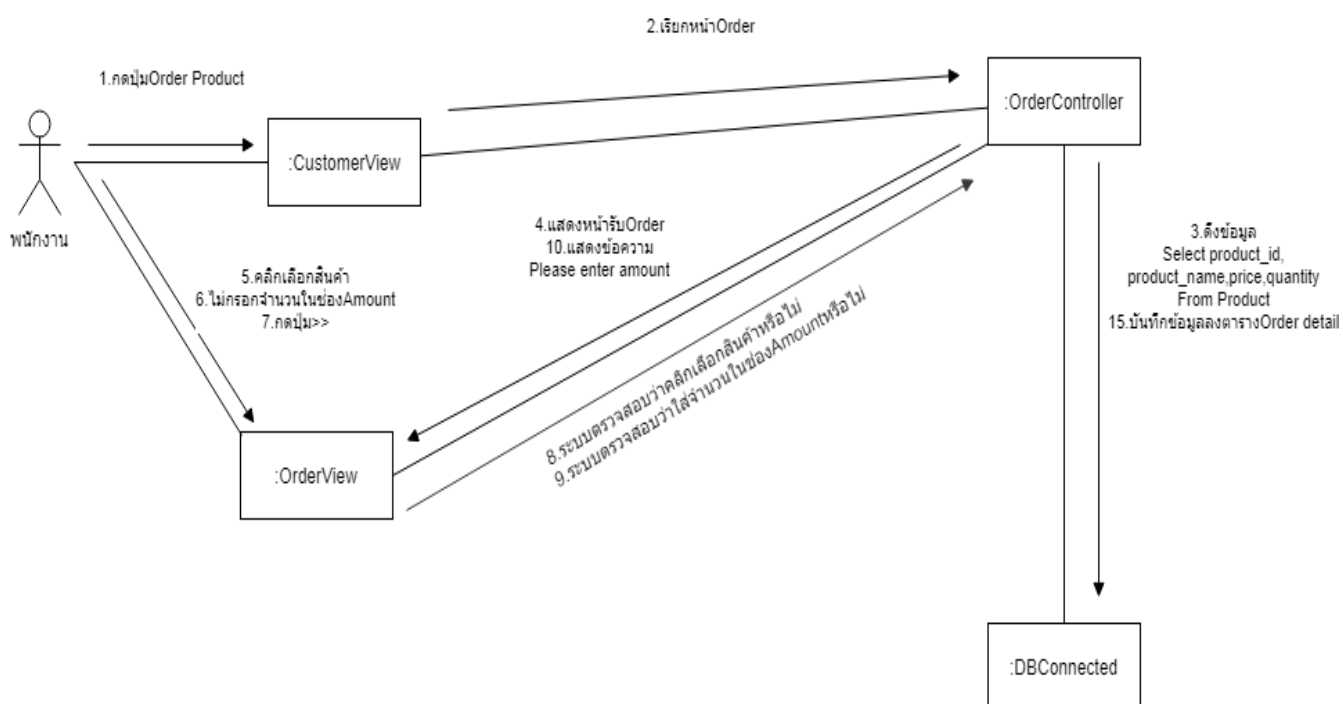 2.เรียกหน้าOrder
1.กดปุ่มOrder Product
:OrderController
:CustomerView
พนักงาน
4.แสดงหน้ารับOrder
10.แสดงข้อความ
Please enter amount
3.ดึงข้อมูล
Select product_id,
product_name,price,quantity
From Product
15.บันทึกข้อมูลลงตารางOrder detail
5.คลิกเลือกสินค้า
6.ไม่กรอกจำนวนในช่องAmount
7.กดปุ่ม>>
8.ระบบตรวจสอบว่าคลิกเลือกสินค้าหรือไม่
9.ระบบตรวจสอบว่าใส่จำนวนในช่องAmountหรือไม่
:OrderView
:DBConnected